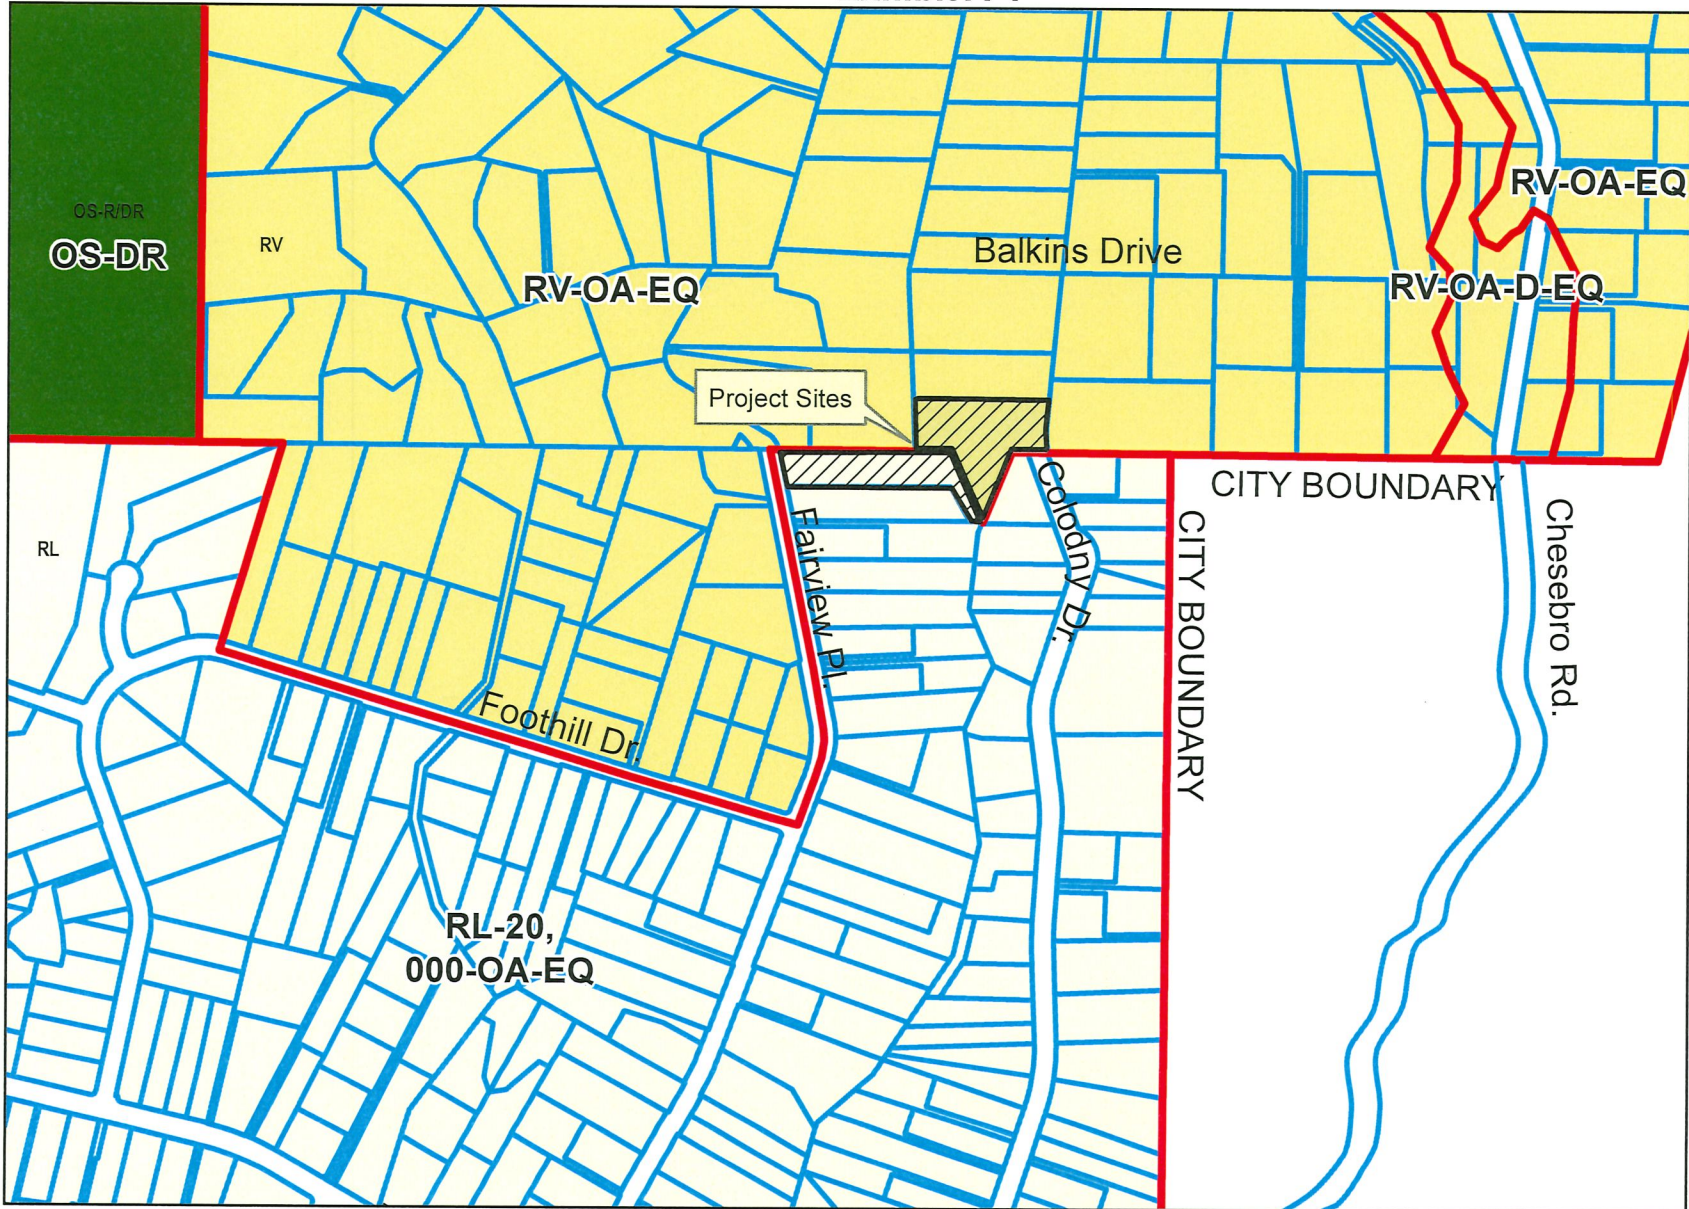 OS-R/DR
OS-DR
RV
RV-OA-EQ
Balkins Drive
RV-OA-EQ
RV-OA-D-EQ
Project Sites
CITY BOUNDARY
CITY BOUNDARY
Chesebro Rd.
Colodny Dr.
Fairview Pl.
Foothill Dr.
RL
RL-20,
000-OA-EQ